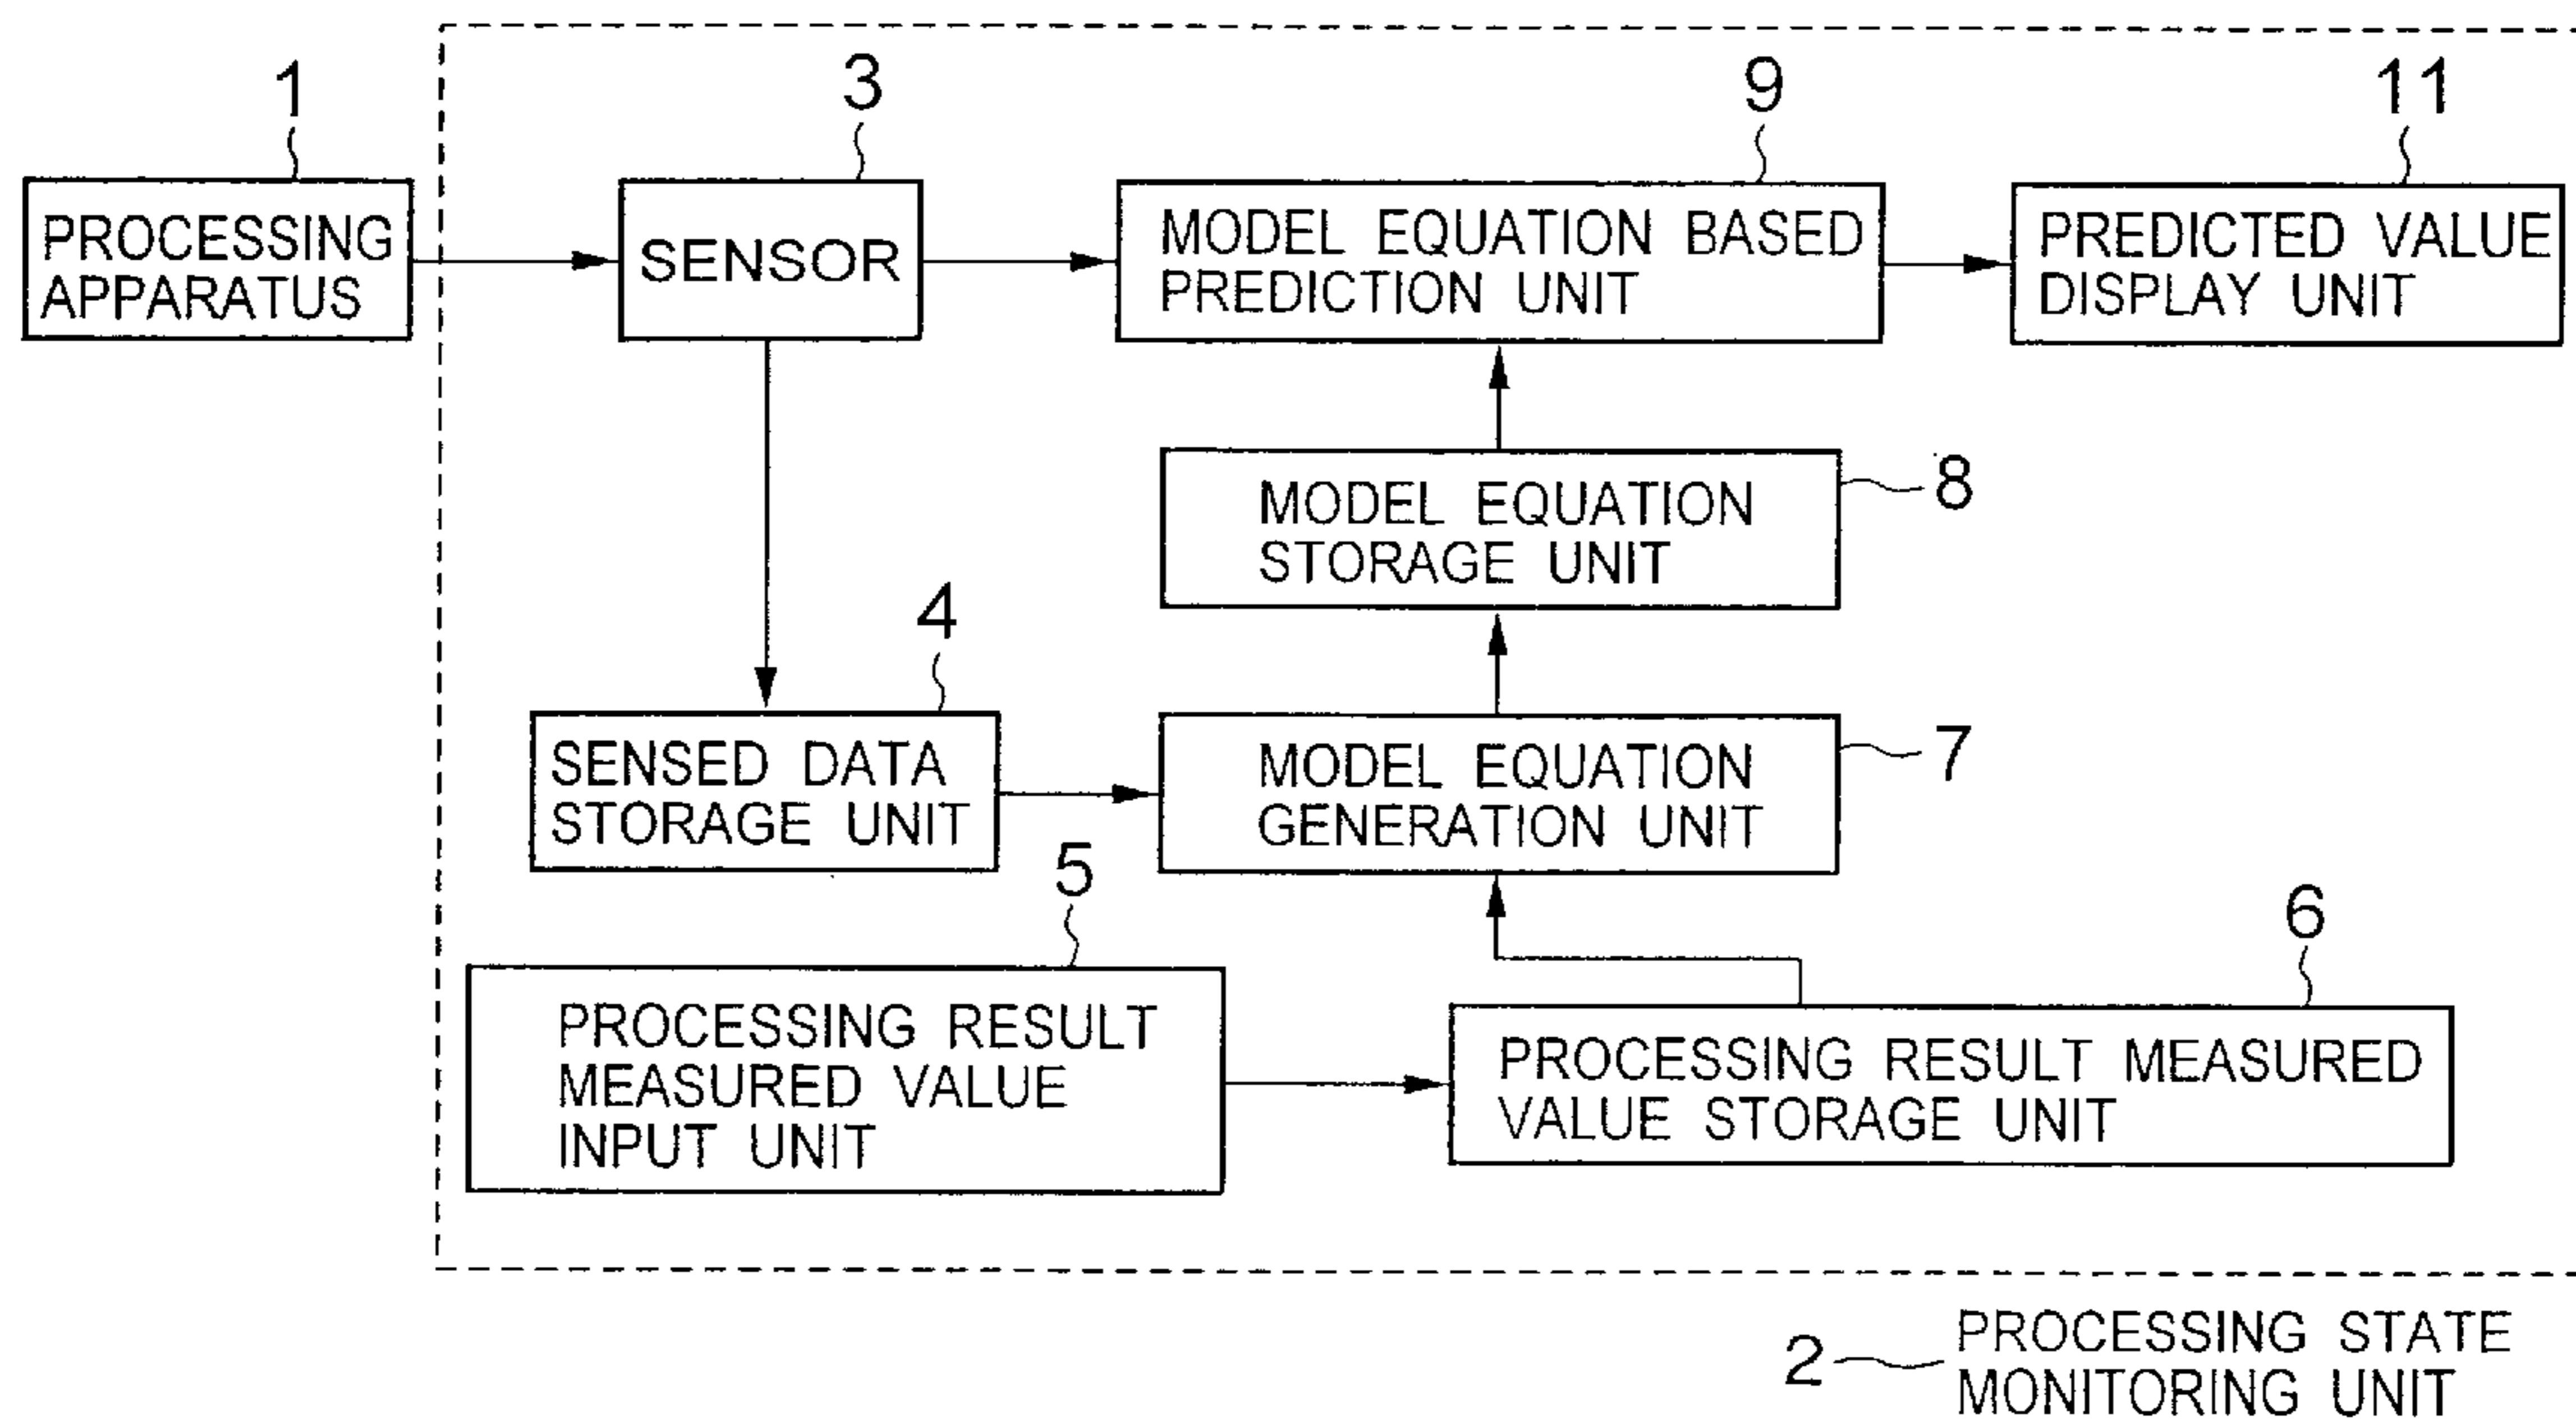 1
3
9
11
PROCESSING
APPARATUS
SENSOR
MODEL EQUATION BASED
PREDICTION UNIT
PREDICTED VALUE
DISPLAY UNIT
8
MODEL EQUATION
STORAGE UNIT
4
SENSED DATA
STORAGE UNIT
7
MODEL EQUATION
GENERATION UNIT
5
PROCESSING RESULT
MEASURED VALUE
INPUT UNIT
6
PROCESSING RESULT MEASURED
VALUE STORAGE UNIT
2
PROCESSING STATE
MONITORING UNIT